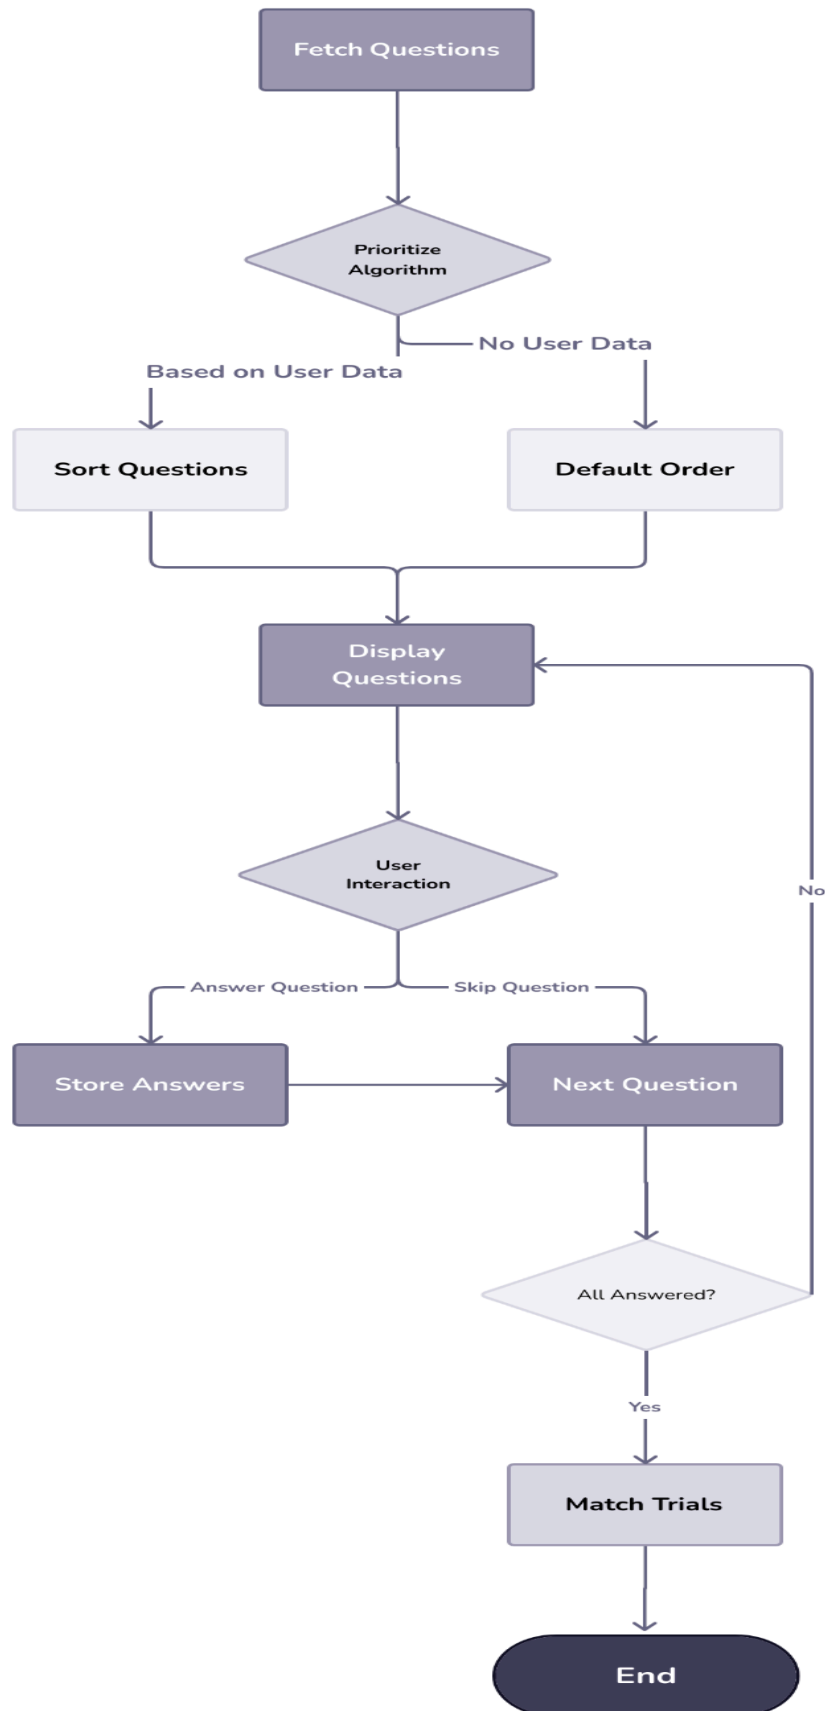 Fetch Questions
Prioritize
Algorithm
No User Data
Based on User Data
Sort Questions
Default Order
Display
Questions
User
Interaction
No
Answer Question
Skip Question
Store Answers
Next Question
All Answered?
Yes
Match Trials
End